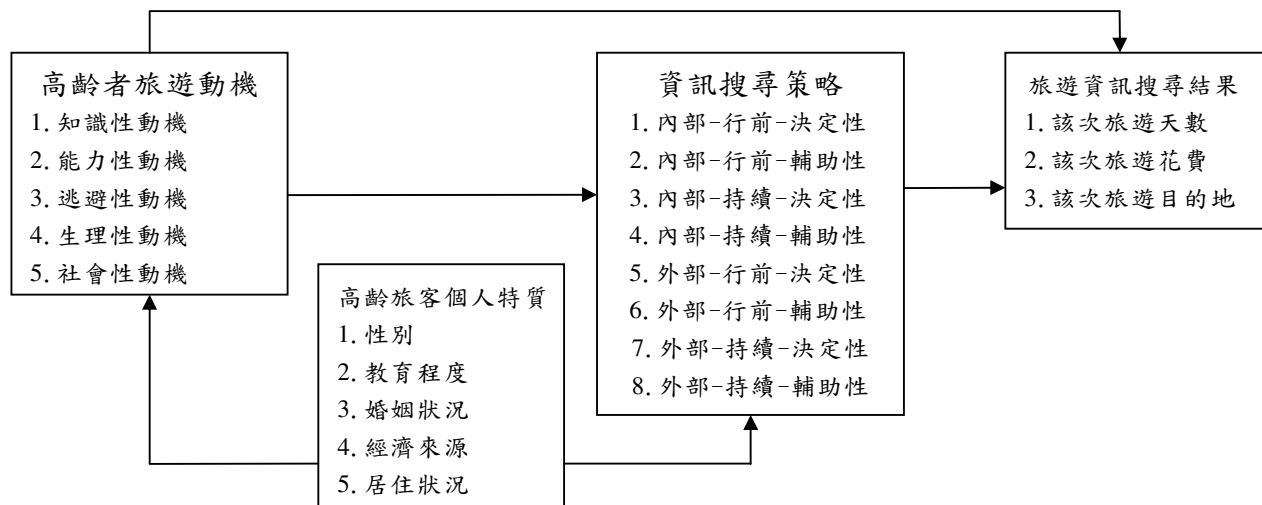 高齡者旅遊動機
1. 知識性動機
2. 能力性動機
3. 逃避性動機
4. 生理性動機
5. 社會性動機
高齡旅客個人特質
1. 性別
2. 教育程度
3. 婚姻狀況
4. 經濟來源
5. 居住狀況
資訊搜尋策略
1. 內部-行前-決定性
2. 內部-行前-輔助性
3. 內部-持續-決定性
4. 內部-持續-輔助性
5. 外部-行前-決定性
6. 外部-行前-輔助性
7. 外部-持續-決定性
8. 外部-持續-輔助性
旅遊資訊搜尋結果
1. 該次旅遊天數
2. 該次旅遊花費
3. 該次旅遊目的地